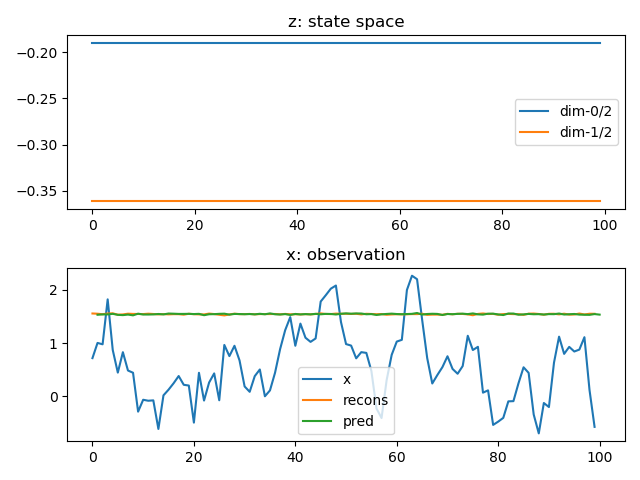 z: state space
−0.20
−0.25
−0.30
−0.35
dim-0/2
dim-1/2
0 20 40 60 80 100
x: observation
2
1
0
x
recons
pred
0 20 40 60 80 100